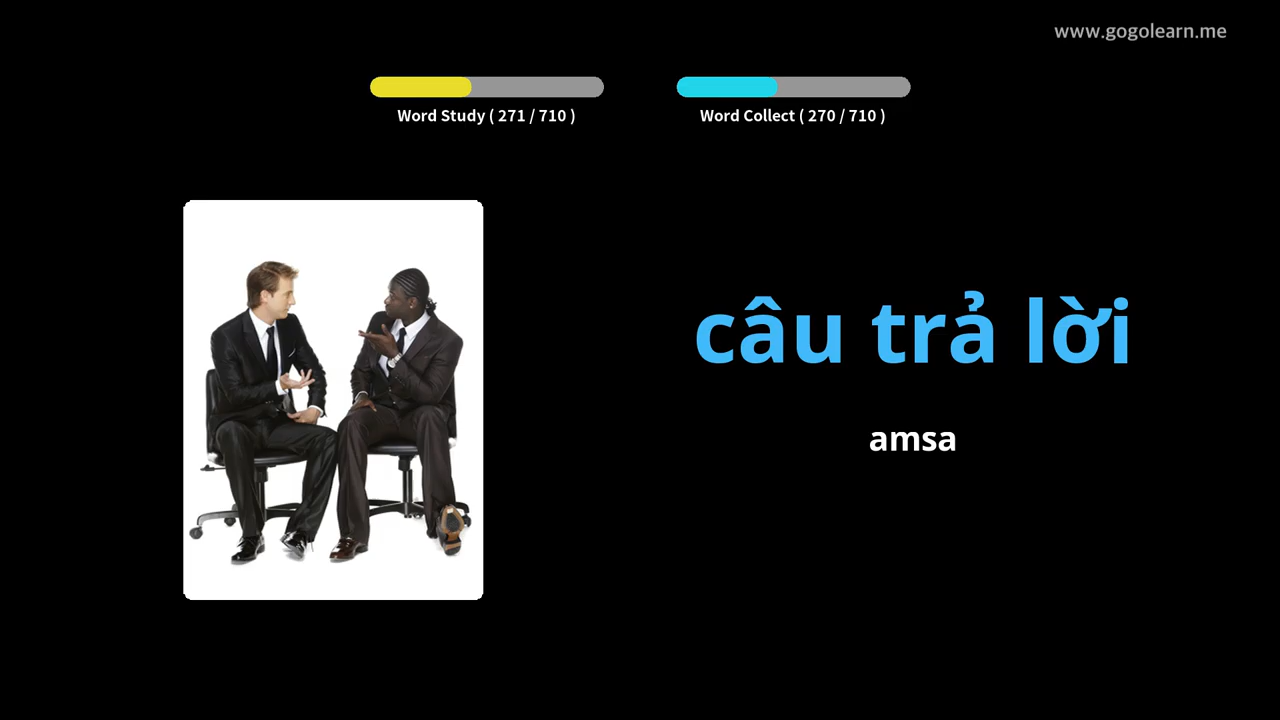 www.gogolearn.me
Word Study ( 271 / 710 )
Word Collect ( 270 / 710 )
câu trả lời
amsa